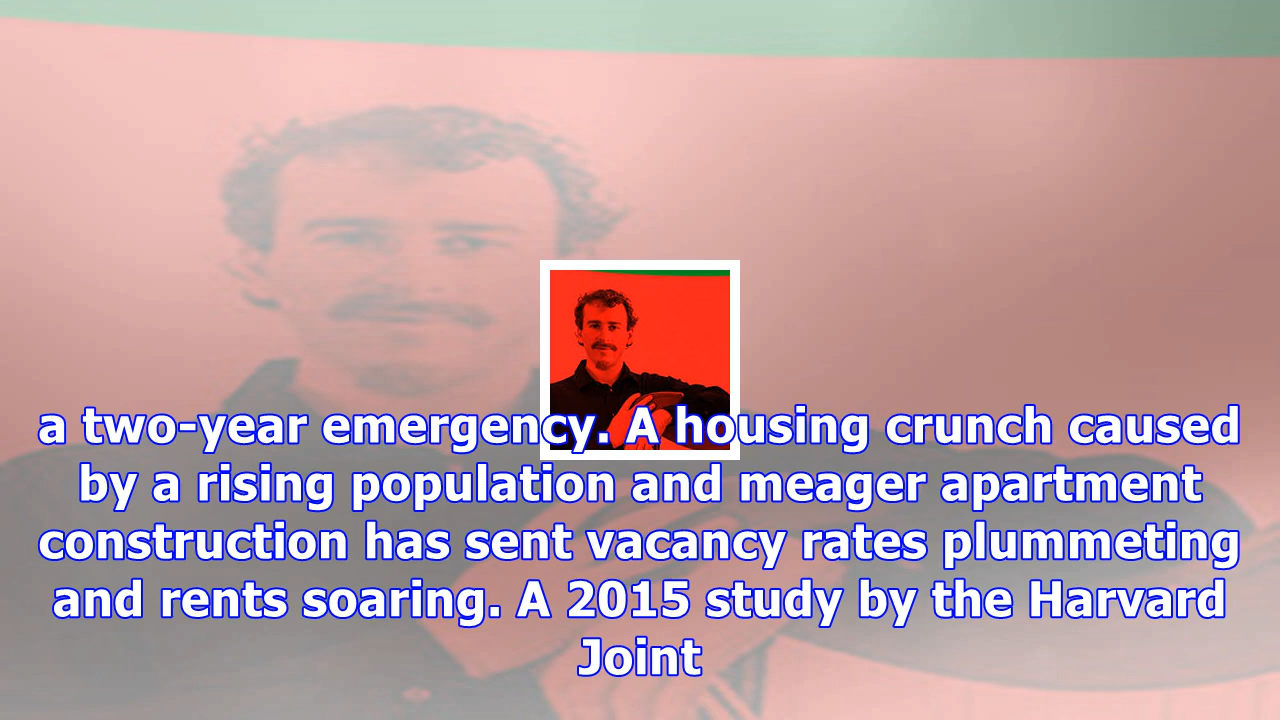 a two-year emergency. A housing crunch caused
by a rising population and meager apartment
construction has sent vacancy rates plummeting
and rents soaring. A 2015 study by the Harvard
Joint